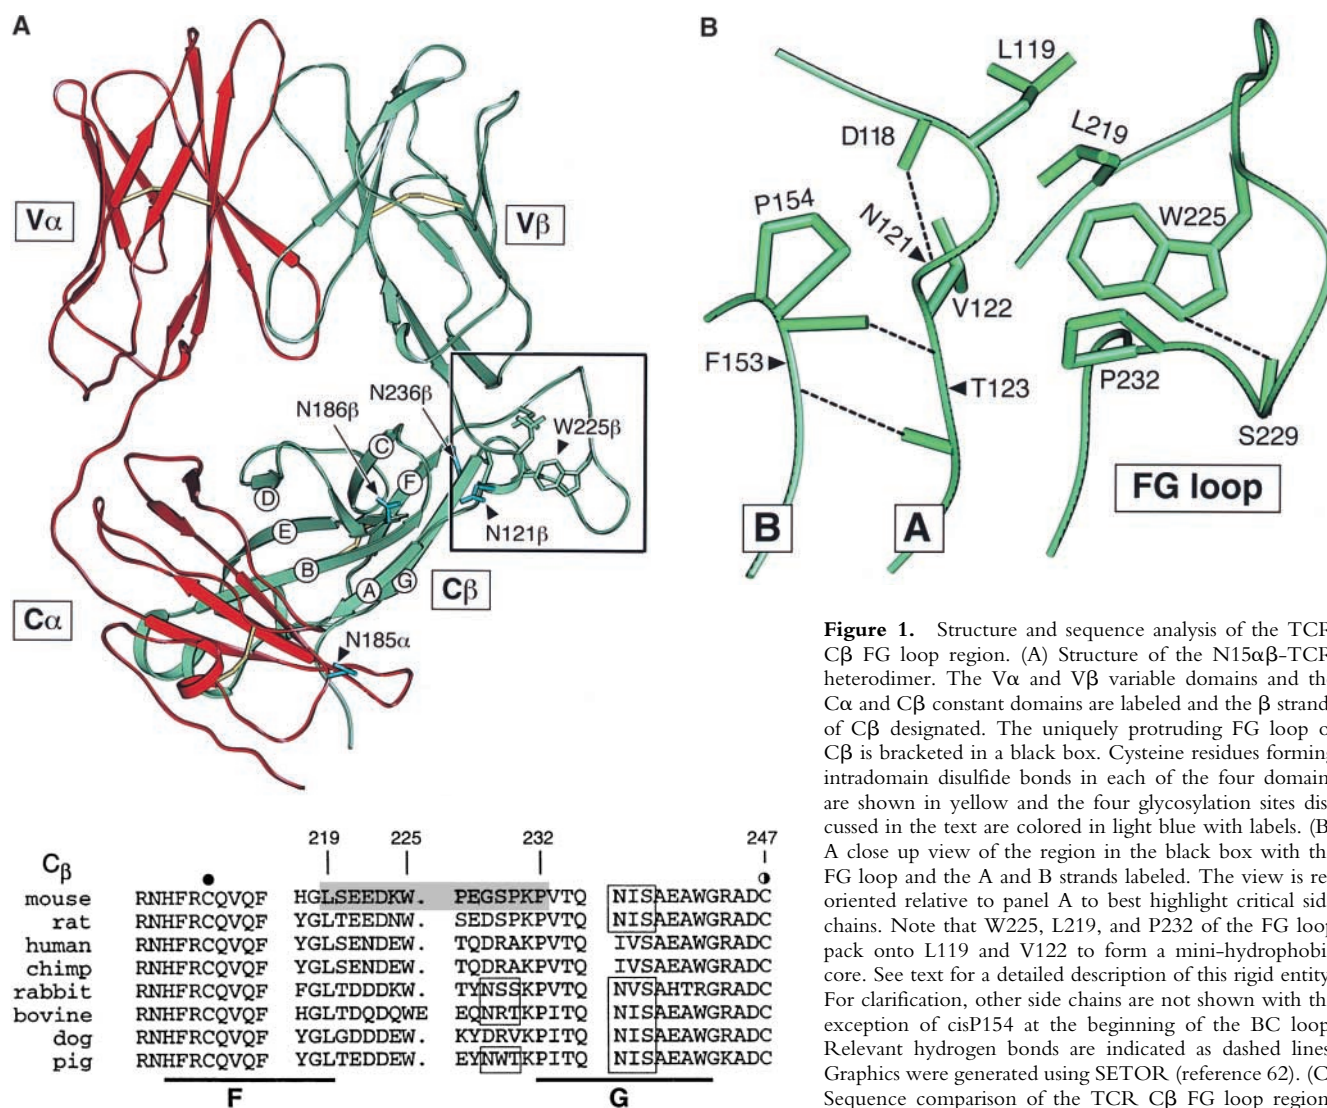 A
B
Vα
Vβ
N186β
N236β
W225β
C
F
D
E
N121β
B
A
G
Cβ
Cα
N185α
L119
D118
L219
P154
N121
W225
V122
F153
T123
P232
S229
FG loop
B
A
Figure 1. Structure and sequence analysis of the TCR
Cβ FG loop region. (A) Structure of the N15αβ–TCR
heterodimer. The Vα and Vβ variable domains and the
Cα and Cβ constant domains are labeled and the β strand
of Cβ designated. The uniquely protruding FG loop o
Cβ is bracketed in a black box. Cysteine residues forming
intradomain disulfide bonds in each of the four domain
are shown in yellow and the four glycosylation sites dis
cussed in the text are colored in light blue with labels. (B
A close up view of the region in the black box with th
FG loop and the A and B strands labeled. The view is re
oriented relative to panel A to best highlight critical sid
chains. Note that W225, L219, and P232 of the FG loop
pack onto L119 and V122 to form a mini-hydrophobi
core. See text for a detailed description of this rigid entity
For clarification, other side chains are not shown with th
exception of cisP154 at the beginning of the BC loop
Relevant hydrogen bonds are indicated as dashed lines
Graphics were generated using SETOR (reference 62). (C
Sequence comparison of the TCR Cβ FG loop region
219 225 232 247
Cβ
mouse RNHFRCQVQF HGLSEEDKW. PEGSPKPVTQ NISAEAWGRADC
rat RNHFRCQVQF YGLTEEDNW. SEDSPKPVTQ NISAEAWGRADC
human RNHFRCQVQF YGLSENDEW. TQDRAKPVTQ IVSAEAWGRADC
chimp RNHFRCQVQF YGLSENDEW. TQDRAKPVTQ IVSAEAWGRADC
rabbit RNHFRCQVQF FGLTDDDKW. TYNSSKPVTQ NVSAHTRGRADC
bovine RNHFRCQVQF HGLTDQDQWE EQNRTKPITQ NISAEAWGRADC
dog RNHFRCQVQF YGLGDDDEW. KYDRVKPITQ NISAEAWGRADC
pig RNHFRCQVQF YGLTEDDEW. EYNWTKPITQ NISAEAWGKADC
F G